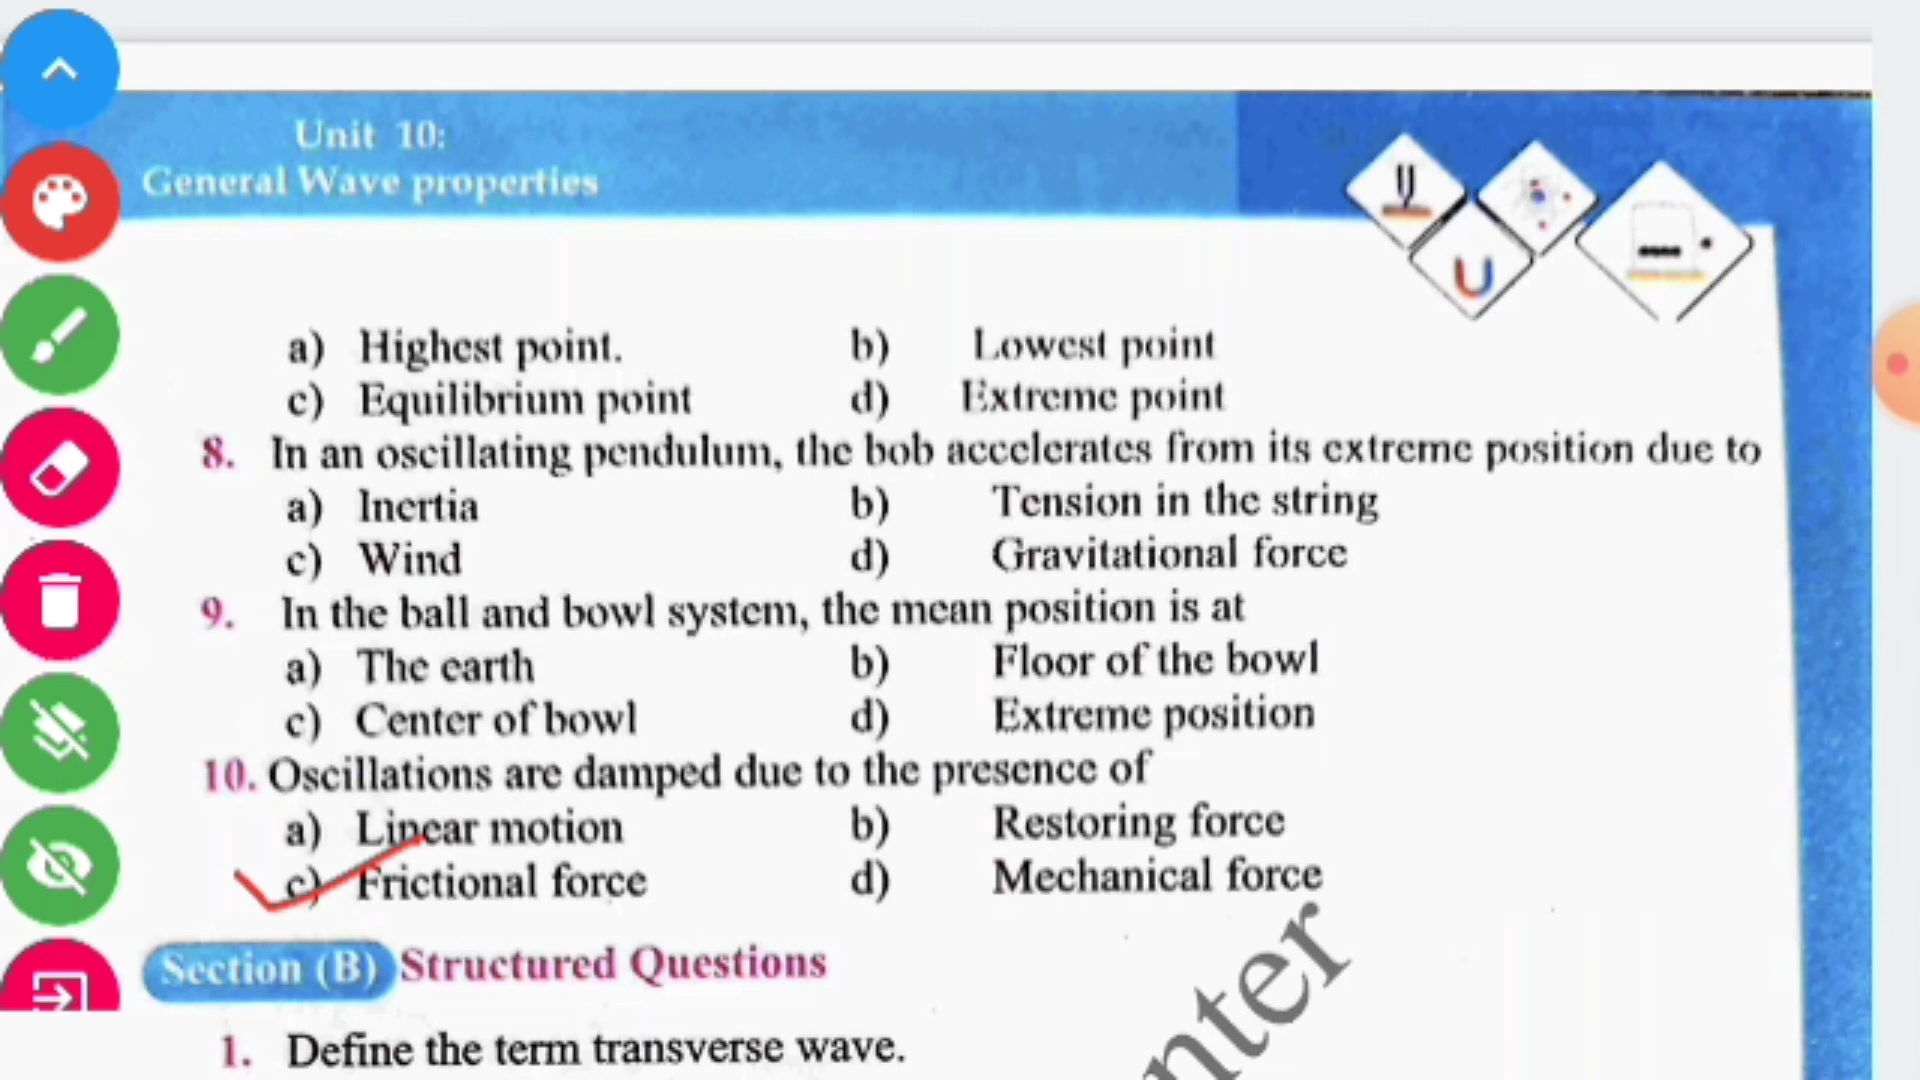 Unit 10:
General Wave properties
a) Highest point. b) Lowest point
c) Equilibrium point d) Extreme point
8. In an oscillating pendulum, the bob accelerates from its extreme position due to
a) Inertia b) Tension in the string
c) Wind d) Gravitational force
9. In the ball and bowl system, the mean position is at
a) The earth b) Floor of the bowl
c) Center of bowl d) Extreme position
10. Oscillations are damped due to the presence of
a) Linear motion b) Restoring force
c) Frictional force d) Mechanical force
Section (B) Structured Questions
1. Define the term transverse wave.
nter